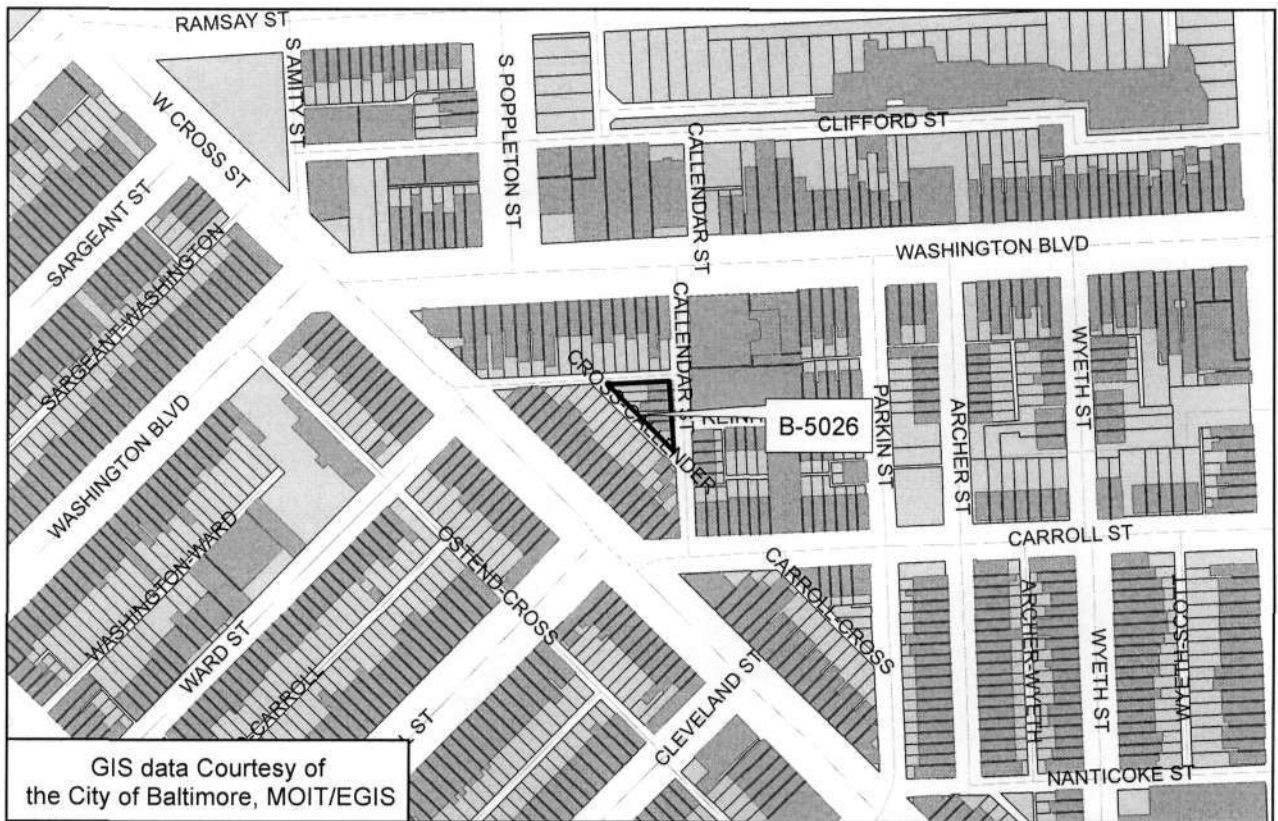 RAMSAY ST
S AMITY ST
S POPPLETON ST
W CROSS ST
CLIFFORD ST
CALLENDAR ST
SARGEANT ST
WASHINGTON BLVD
SARGEANT-WASHINGTON
CALLENDAR ST
WYETH ST
CROSS-CALLENDER
B-5026
PARKIN ST
ARCHER ST
WASHINGTON BLVD
WASHINGTON-WARD
OSTEND-CROSS
CARROLL ST
CARROLL-CROSS
WARD ST
ARCHER-WYETH
WYETH ST
WYETH-SCOTT
CLEVELAND ST
-CARROLL
ST
NANTICOKE ST
GIS data Courtesy of
the City of Baltimore, MOIT/EGIS